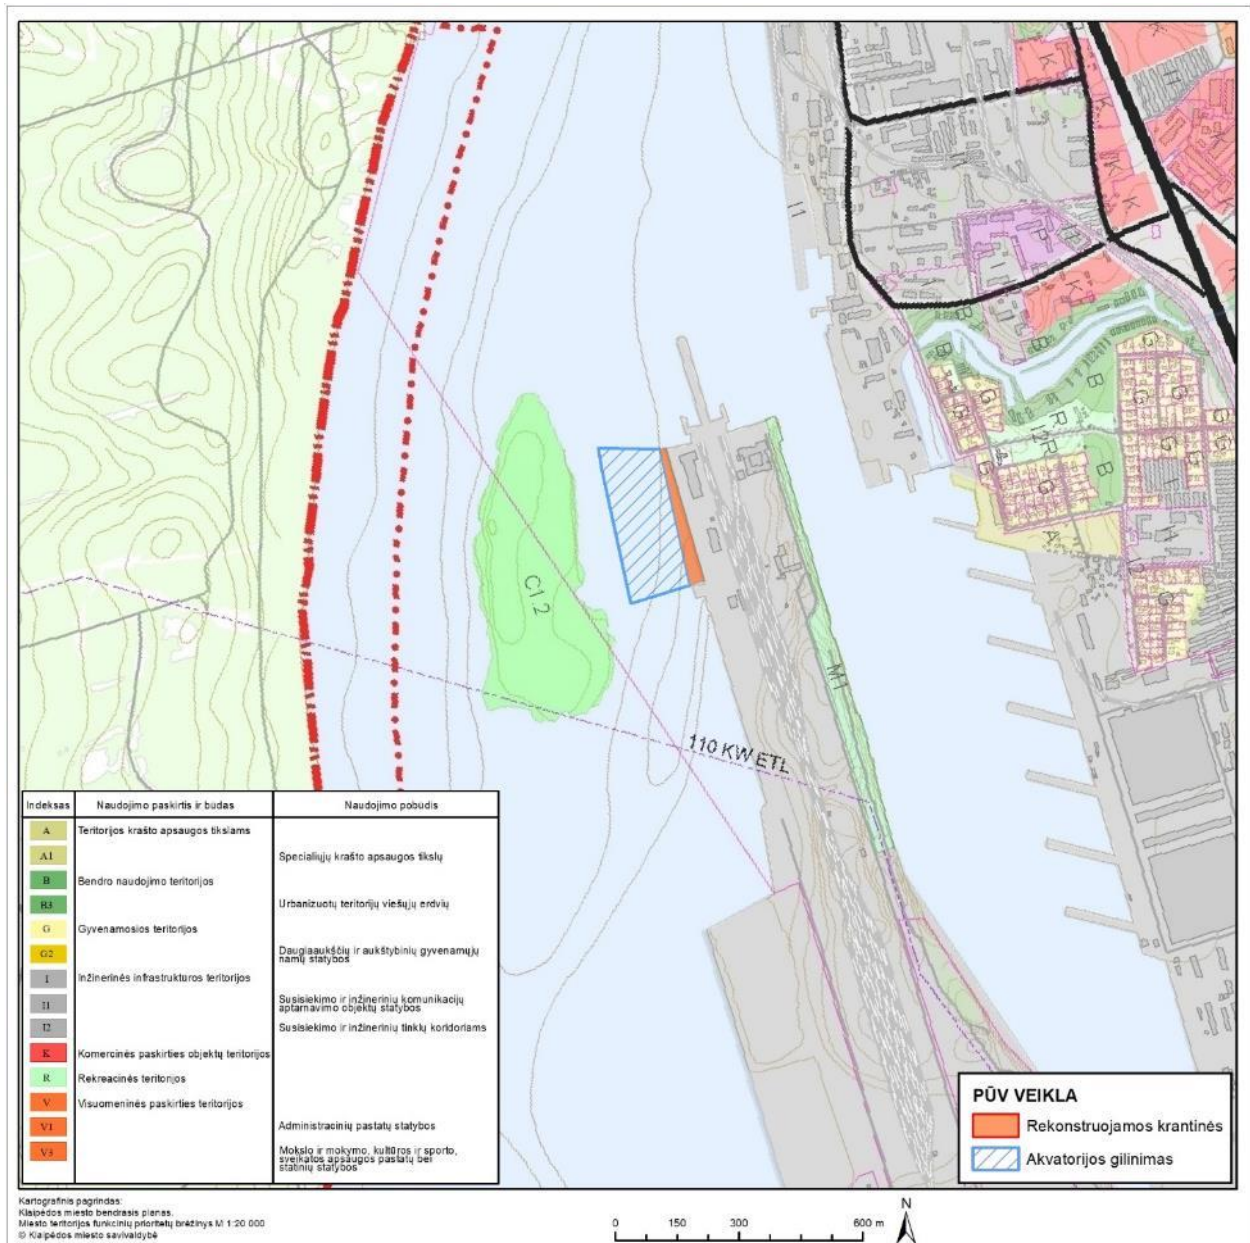 I1
K
K
K
K
K
H
K
K
K
K
P
I
I
K
K
B
B
B
B
G
G
G
G
G
G
R
I2
R
B
A
G
G
G
I
H
I2
G
G
A
C1.2
M1
110 KW ETL
Indeksas Naudojimo paskirtis ir būdas Naudojimo pobūdis
A Teritorijos krašto apsaugos tikslams
A1 Specialiųjų krašto apsaugos tikslų
B Bendro naudojimo teritorijos
B3 Urbanizuotų teritorijų viešųjų erdvių
G Gyvenamosios teritorijos
G2 Daugiaaukščių ir aukštybinių gyvenamųjų
namų statybos
I Inžinerinės infrastruktūros teritorijos
I1 Susisiekimo ir inžinerinių komunikacijų
aptarnavimo objektų statybos
I2 Susisiekimo ir inžinerinių tinklų koridoriams
K Komercinės paskirties objektų teritorijos
R Rekreacinės teritorijos
V Visuomeninės paskirties teritorijos
V1 Administracinių pastatų statybos
V3 Mokslo ir mokymo, kultūros ir sporto,
sveikatos apsaugos pastatų bei
statinių statybos
PŪV VEIKLA
Rekonstruojamos krantinės
Akvatorijos gilinimas
Kartografinis pagrindas:
Klaipėdos miesto bendrasis planas.
Miesto teritorijos funkcinių prioritetų brėžinys M 1:20 000
© Klaipėdos miesto savivaldybė
0 150 300 600 m
N